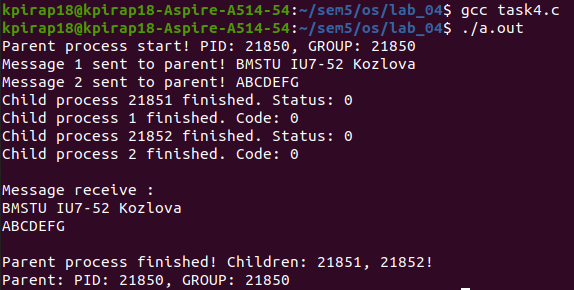 kpirap18@kpirap18-Aspire-A514-54:~/sem5/os/lab_04$ gcc task4.c
kpirap18@kpirap18-Aspire-A514-54:~/sem5/os/lab_04$ ./a.out
Parent process start! PID: 21850, GROUP: 21850
Message 1 sent to parent! BMSTU IU7-52 Kozlova
Message 2 sent to parent! ABCDEFG
Child process 21851 finished. Status: 0
Child process 1 finished. Code: 0
Child process 21852 finished. Status: 0
Child process 2 finished. Code: 0
Message receive :
BMSTU IU7-52 Kozlova
ABCDEFG
Parent process finished! Children: 21851, 21852!
Parent: PID: 21850, GROUP: 21850